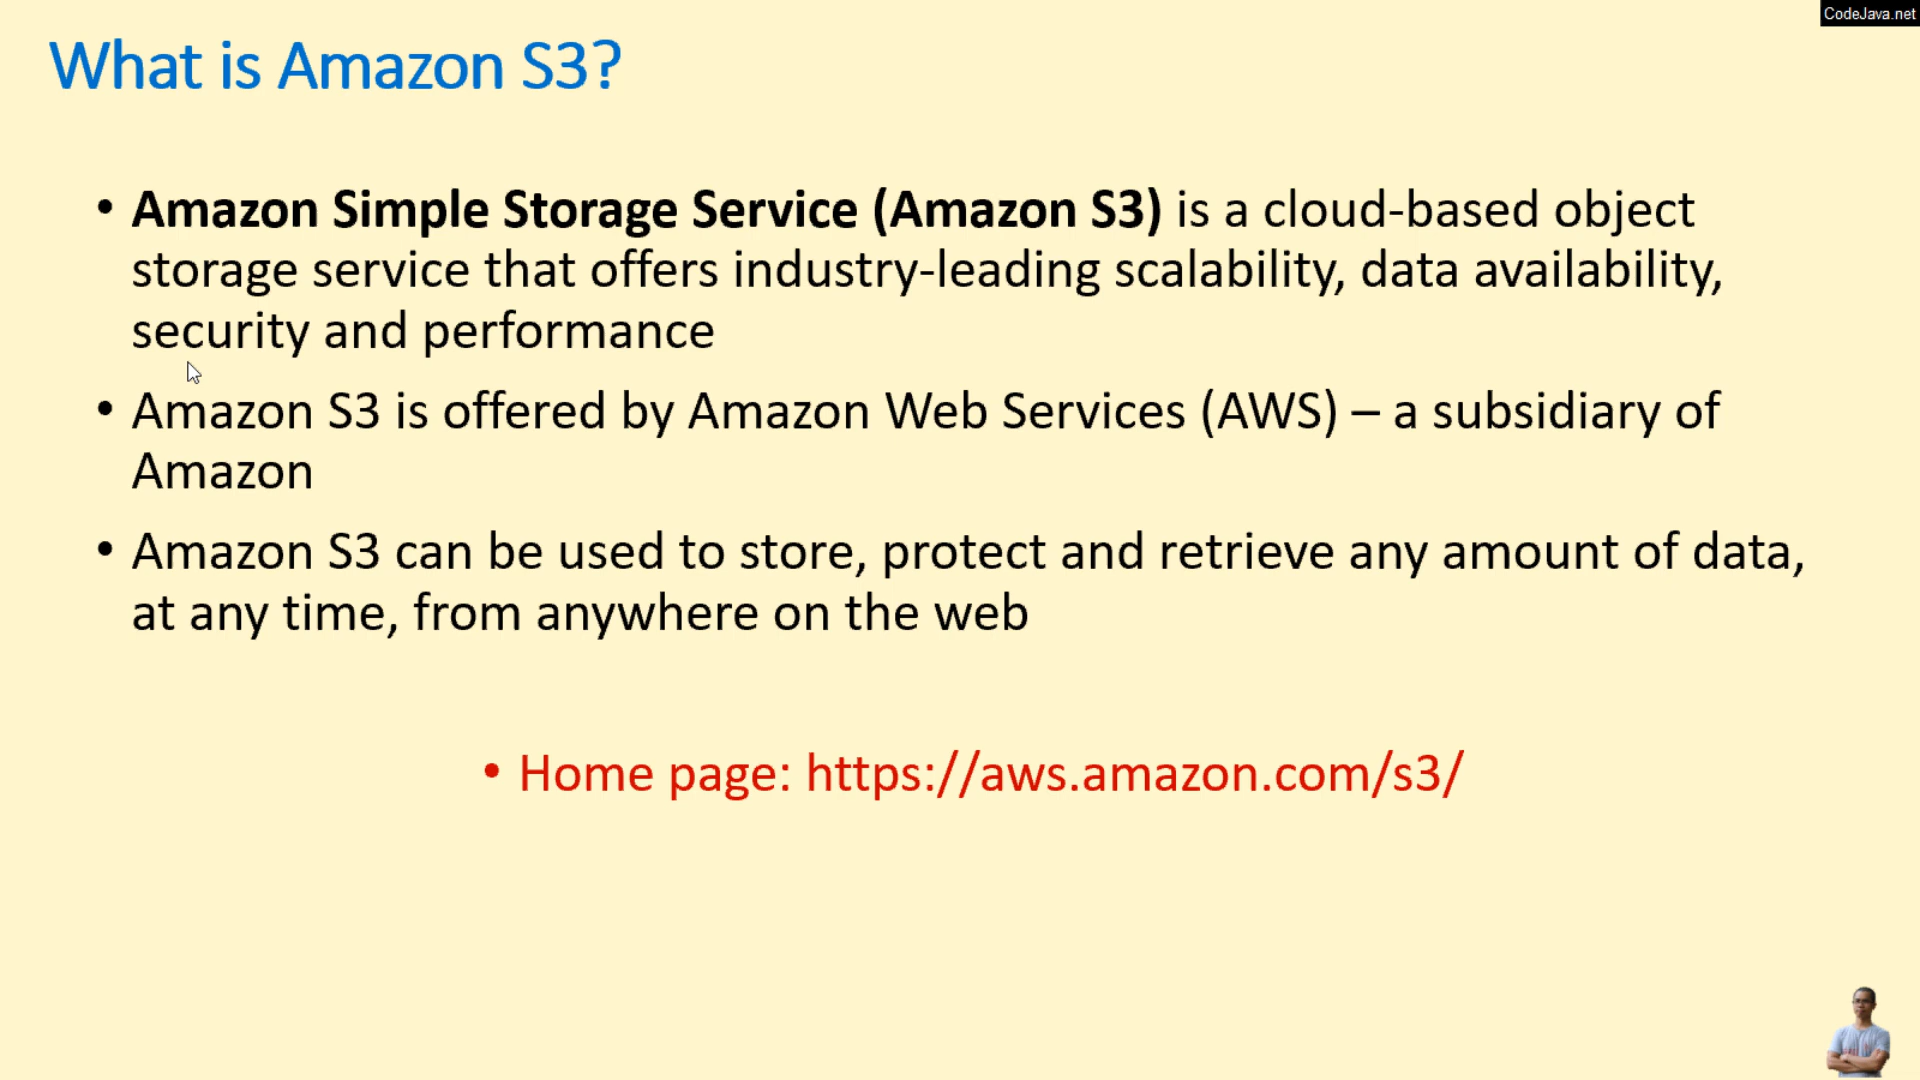 CodeJava.net
What is Amazon S3?
• Amazon Simple Storage Service (Amazon S3) is a cloud-based object
storage service that offers industry-leading scalability, data availability,
security and performance
• Amazon S3 is offered by Amazon Web Services (AWS) – a subsidiary of
Amazon
• Amazon S3 can be used to store, protect and retrieve any amount of data,
at any time, from anywhere on the web
• Home page: https://aws.amazon.com/s3/